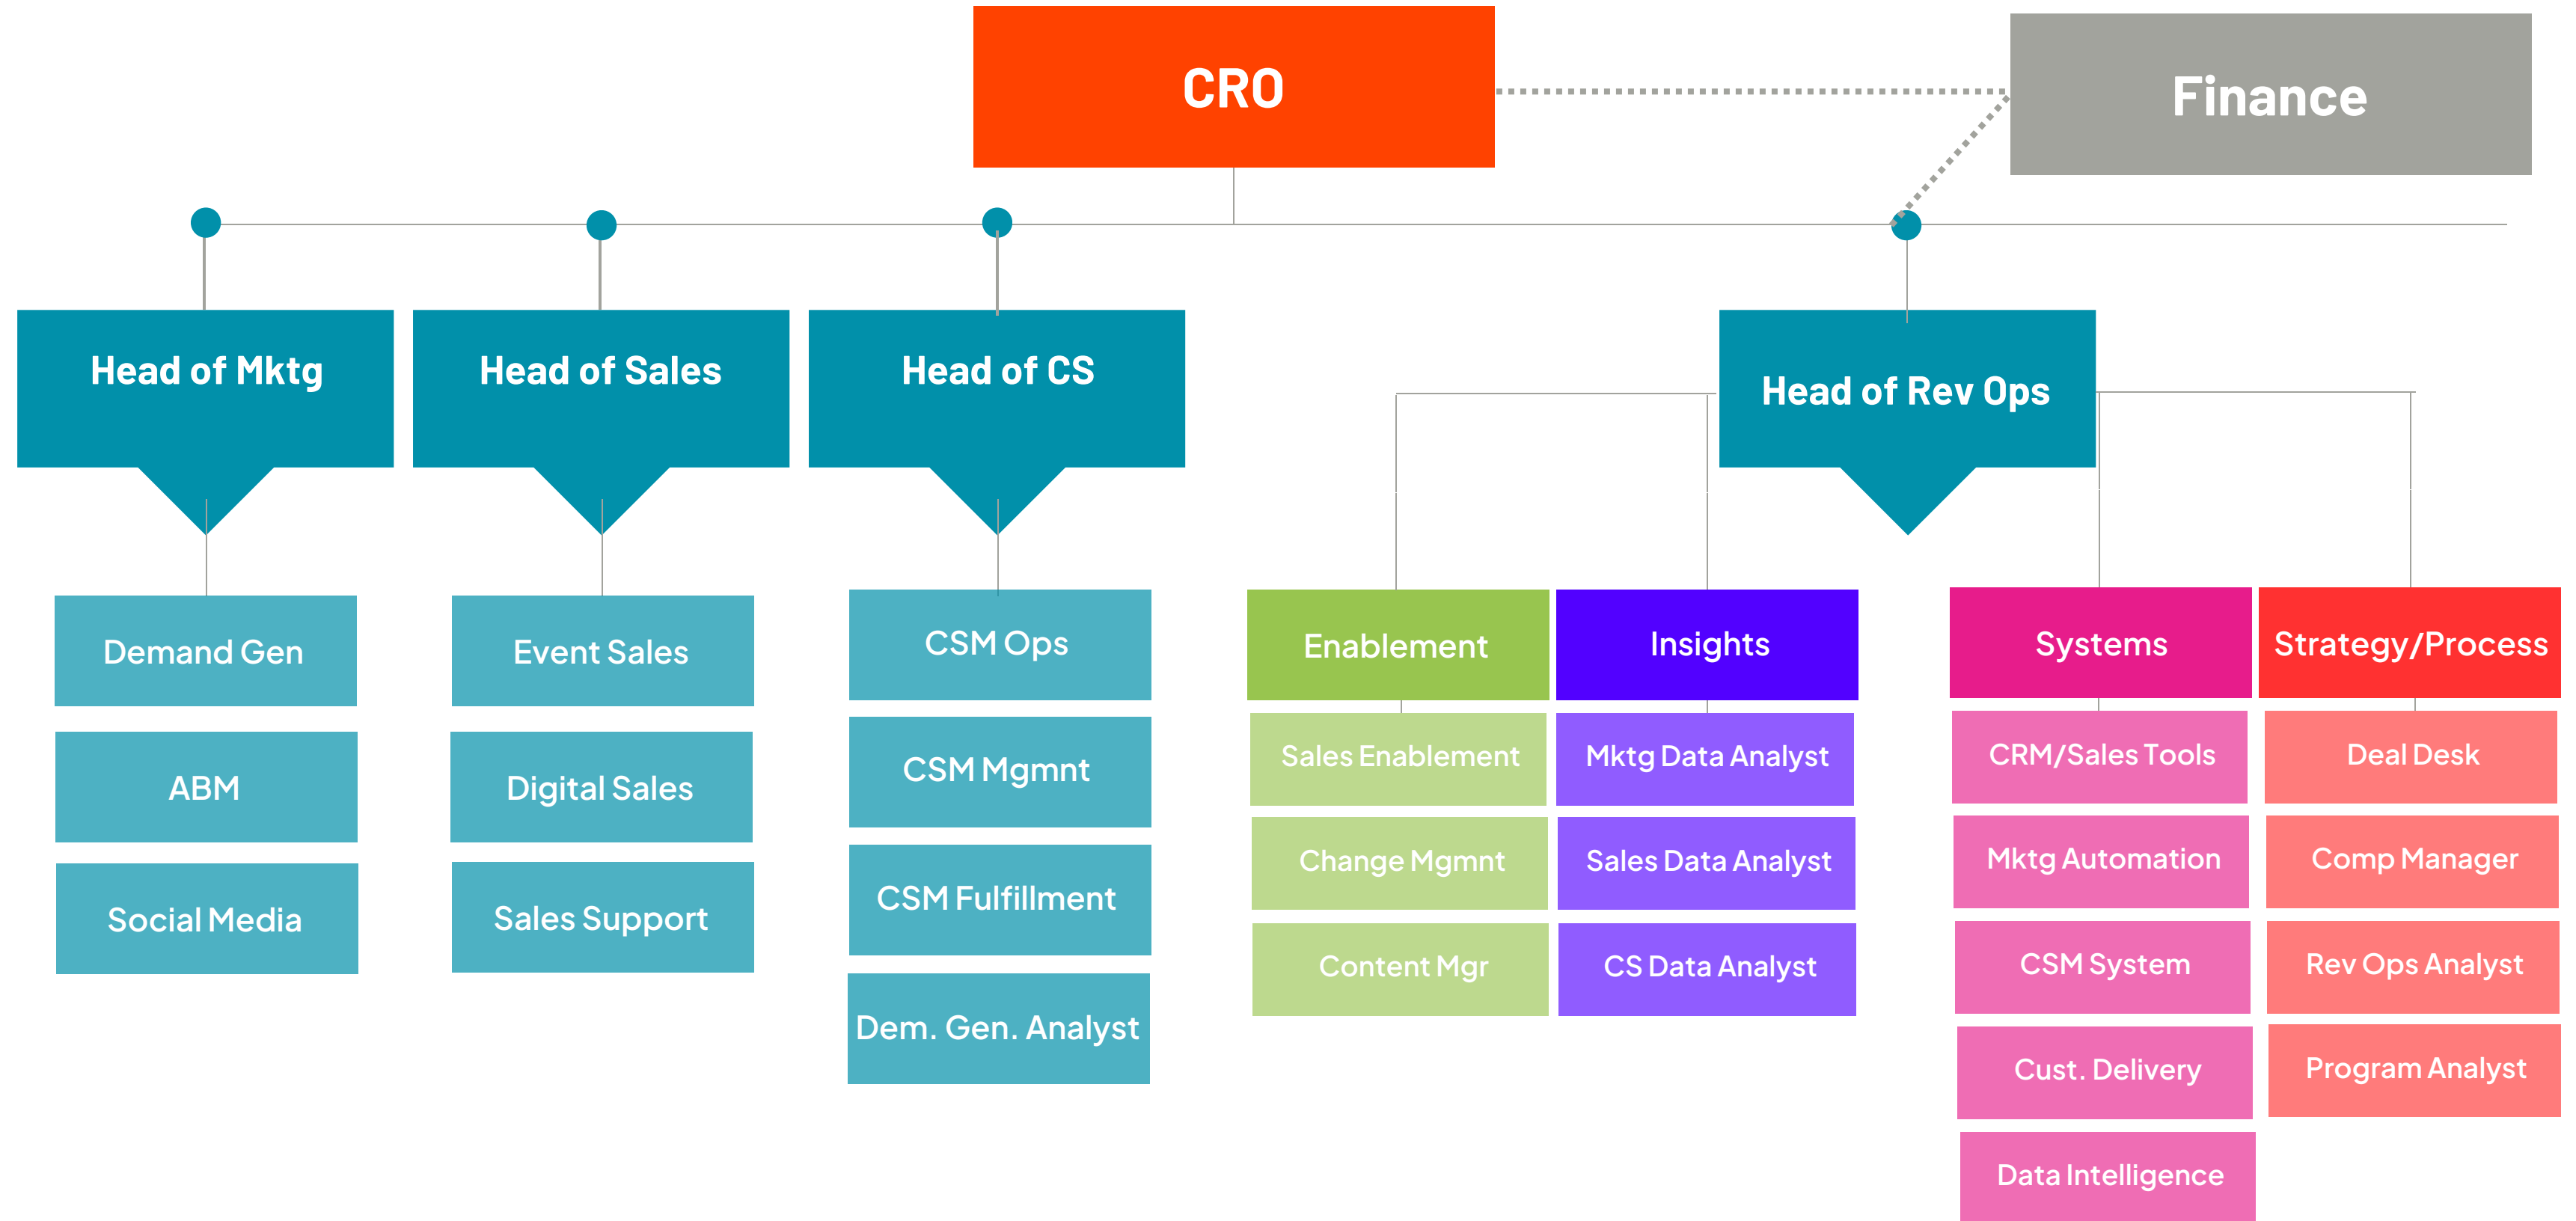 CRO
Finance
Head of Mktg
Head of Sales
Head of CS
Head of Rev Ops
Demand Gen
ABM
Social Media
Event Sales
Digital Sales
Sales Support
CSM Ops
CSM Mgmnt
CSM Fulfillment
Dem. Gen. Analyst
Enablement
Sales Enablement
Change Mgmnt
Content Mgr
Insights
Mktg Data Analyst
Sales Data Analyst
CS Data Analyst
Systems
CRM/Sales Tools
Mktg Automation
CSM System
Cust. Delivery
Data Intelligence
Strategy/Process
Deal Desk
Comp Manager
Rev Ops Analyst
Program Analyst